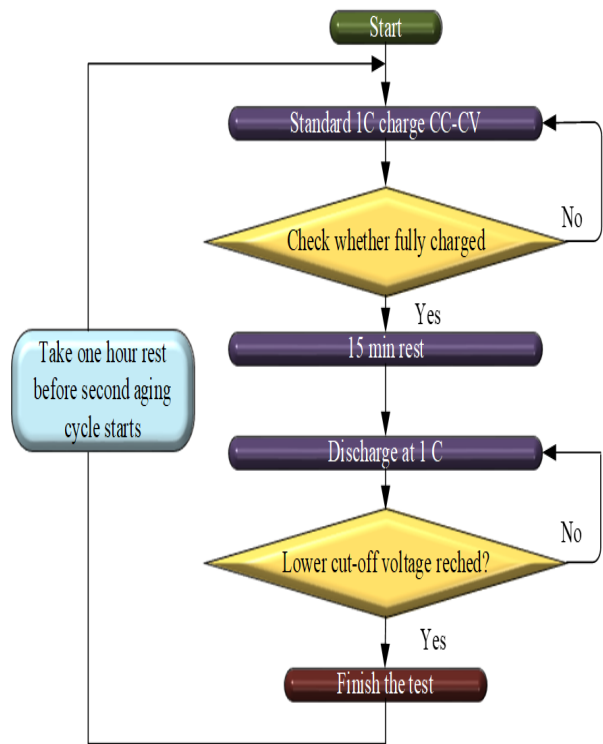 Start
Standard 1C charge CC-CV
No
Check whether fully charged
Yes
15 min rest
Take one hour rest
before second aging
cycle starts
Discharge at 1 C
No
Lower cut-off voltage reched?
Yes
Finish the test